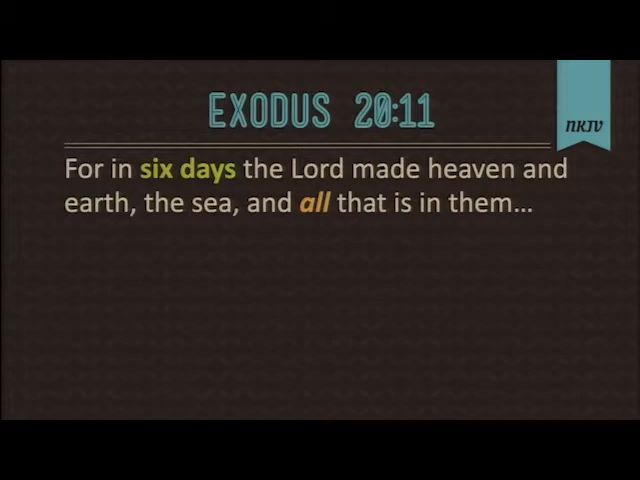 EXODUS 20:11
NKJV
For in six days the Lord made heaven and
earth, the sea, and all that is in them...